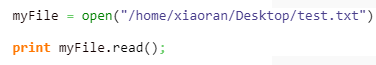 myFile = open("/home/xiaoran/Desktop/test.txt")
print myFile.read();